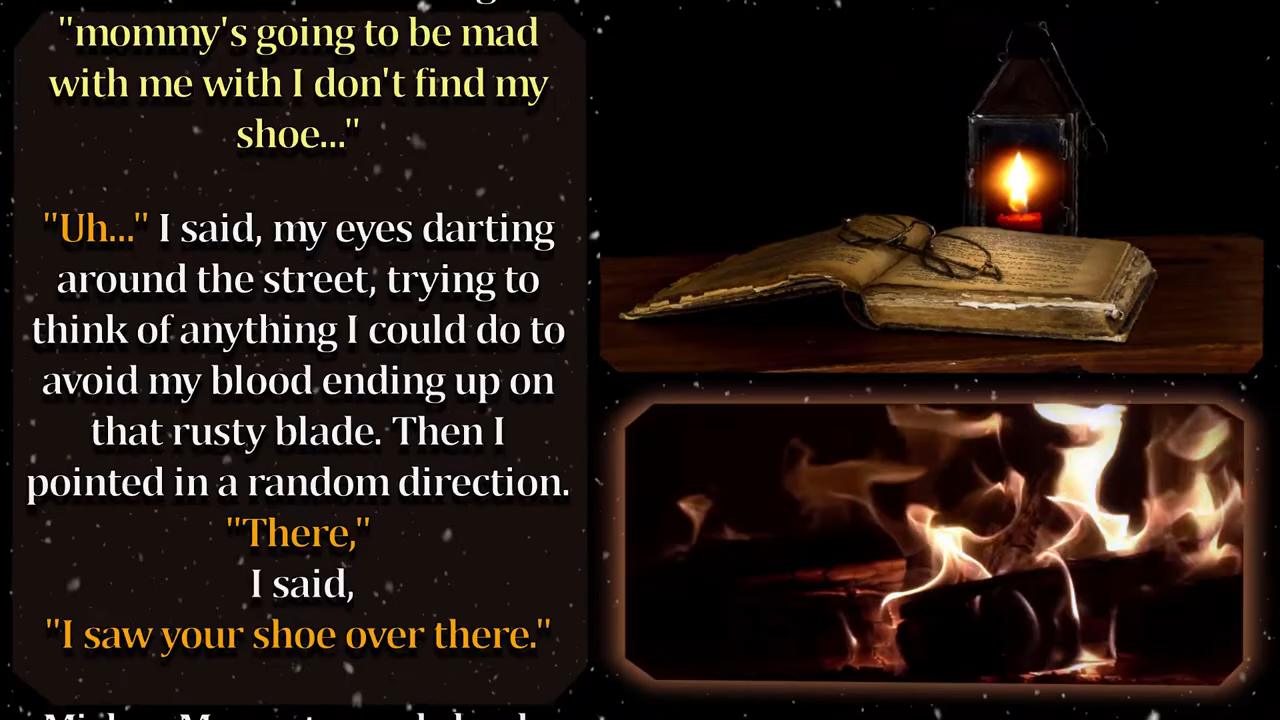 "mommy's going to be mad
with me with I don't find my
shoe..."
"Uh..." I said, my eyes darting
around the street, trying to
think of anything I could do to
avoid my blood ending up on
that rusty blade. Then I
pointed in a random direction.
"There,"
I said,
"I saw your shoe over there."